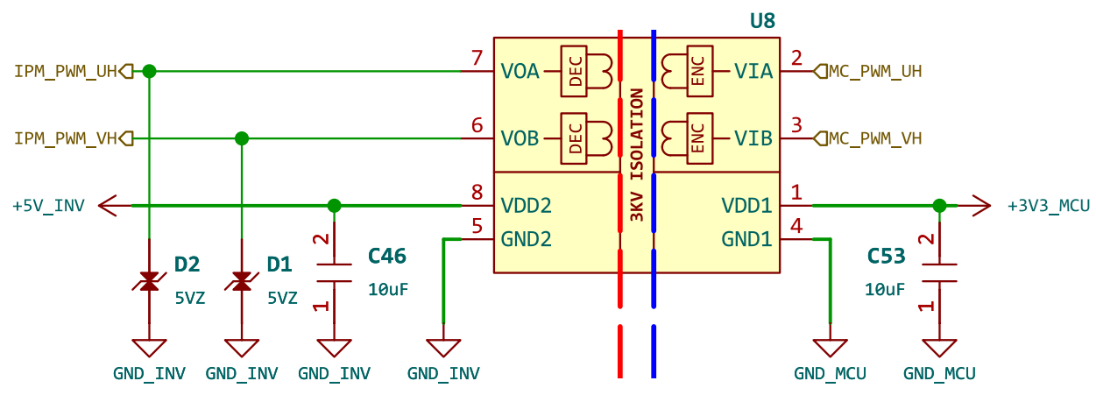 U8
IPM_PWM_UH
7
VOA
DEC
ENC
VIA
2
MC_PWM_UH
IPM_PWM_VH
6
VOB
DEC
ENC
VIB
3
MC_PWM_VH
3KV ISOLATION
+5V_INV
8
VDD2
VDD1
1
+3V3_MCU
5
GND2
GND1
4
2
D2
5VZ
D1
5VZ
C46
10uF
1
2
C53
10uF
1
GND_INV
GND_INV
GND_INV
GND_INV
GND_MCU
GND_MCU